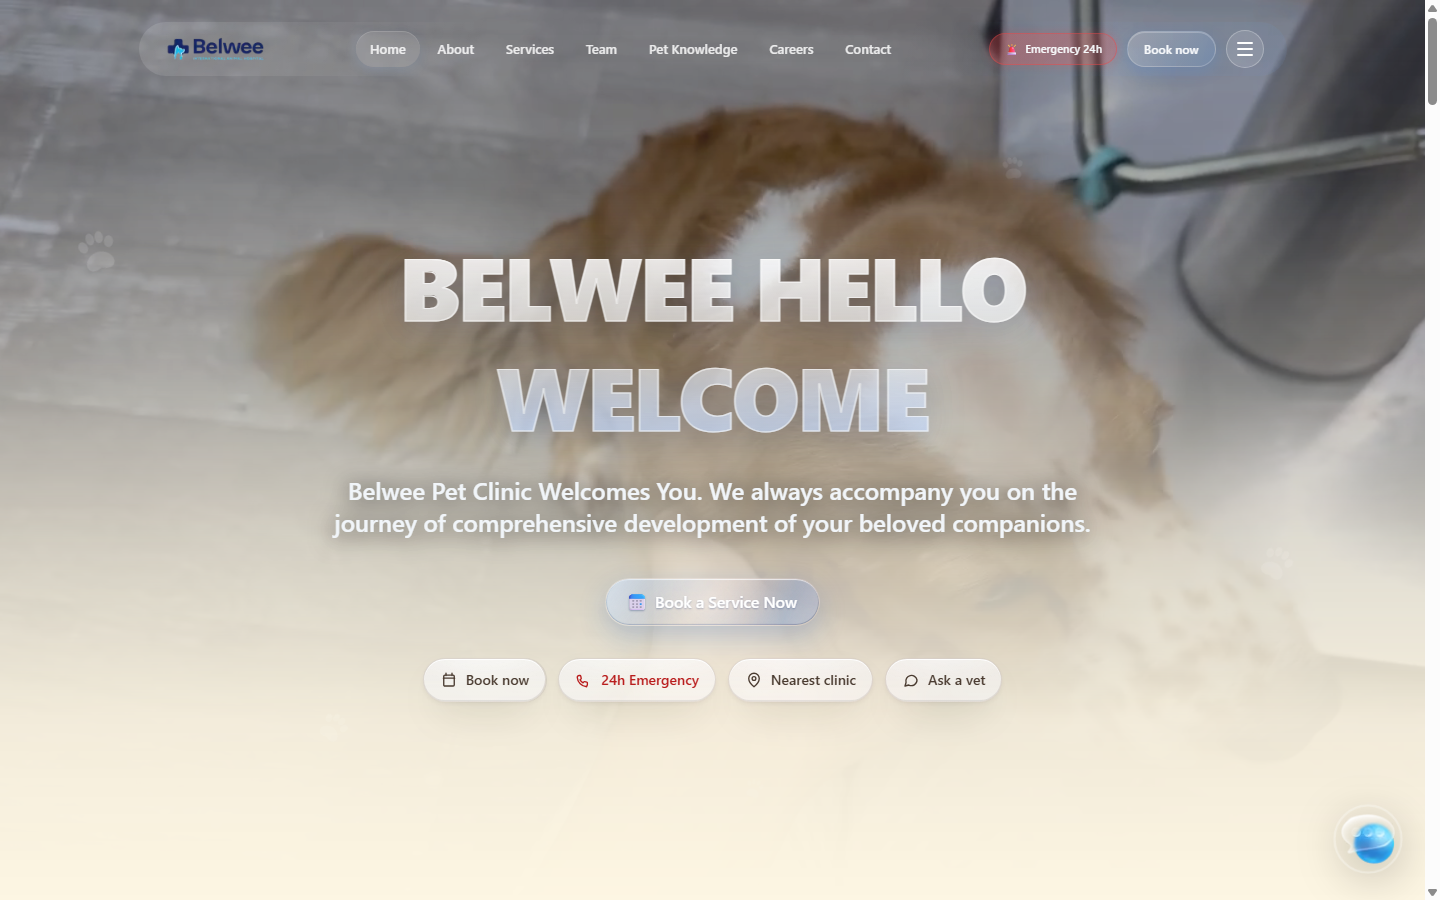 Belwee
Home
About
Services
Team
Pet Knowledge
Careers
Contact
Emergency 24h
Book now
BELWEE HELLO
WELCOME
Belwee Pet Clinic Welcomes You. We always accompany you on the
journey of comprehensive development of your beloved companions.
Book a Service Now
Book now
24h Emergency
Nearest clinic
Ask a vet